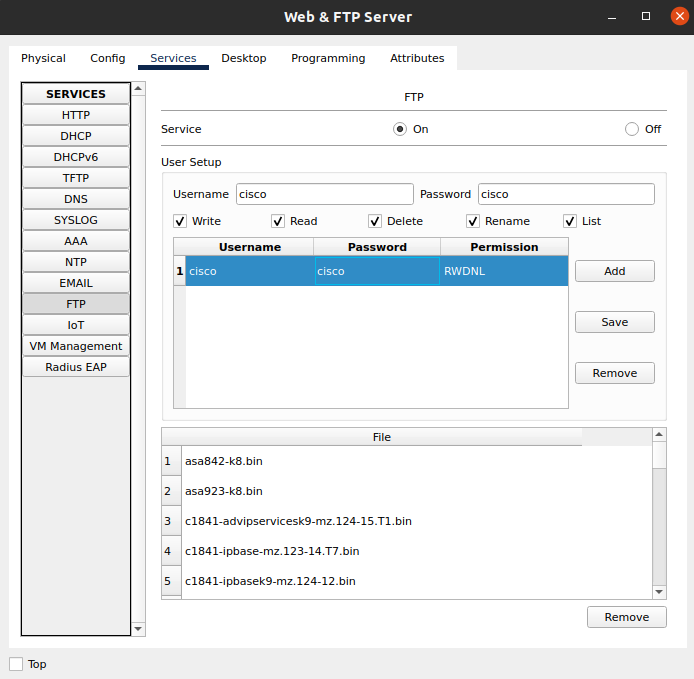 Web & FTP Server
Physical Config Services Desktop Programming Attributes
SERVICES
HTTP
DHCP
DHCPv6
TFTP
DNS
SYSLOG
AAA
NTP
EMAIL
FTP
IoT
VM Management
Radius EAP
FTP
Service On Off
User Setup
Username cisco Password cisco
Write Read Delete Rename List
Username Password Permission
1 cisco cisco RWDNL
Add
Save
Remove
File
1 asa842-k8.bin
2 asa923-k8.bin
3 c1841-advipservicesk9-mz.124-15.T1.bin
4 c1841-ipbase-mz.123-14.T7.bin
5 c1841-ipbasek9-mz.124-12.bin
Remove
Top